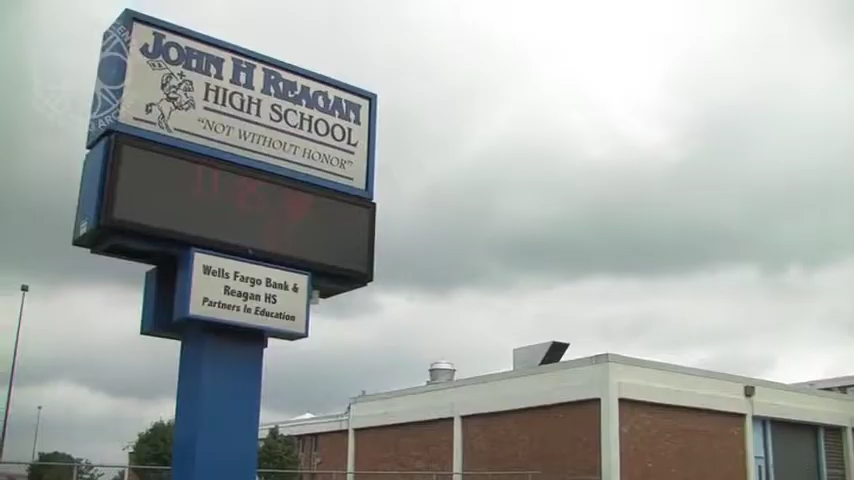 John H Reagan
High School
"Not Without Honor"
Wells Fargo Bank &
Reagan HS
Partners in Education